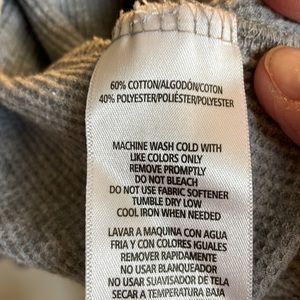 60% COTTON/ALGODÓN/COTON
40% POLYESTER/POLIÉSTER/POLYESTER
MACHINE WASH COLD WITH
LIKE COLORS ONLY
REMOVE PROMPTLY
DO NOT BLEACH
DO NOT USE FABRIC SOFTENER
TUMBLE DRY LOW
COOL IRON WHEN NEEDED
LAVAR A MAQUINA CON AGUA
FRIA Y CON COLORES IGUALES
REMOVER RAPIDAMENTE
NO USAR BLANQUEADOR
NO USAR SUAVISADOR DE TELA
SECAR A TEMPERATURA BAJA